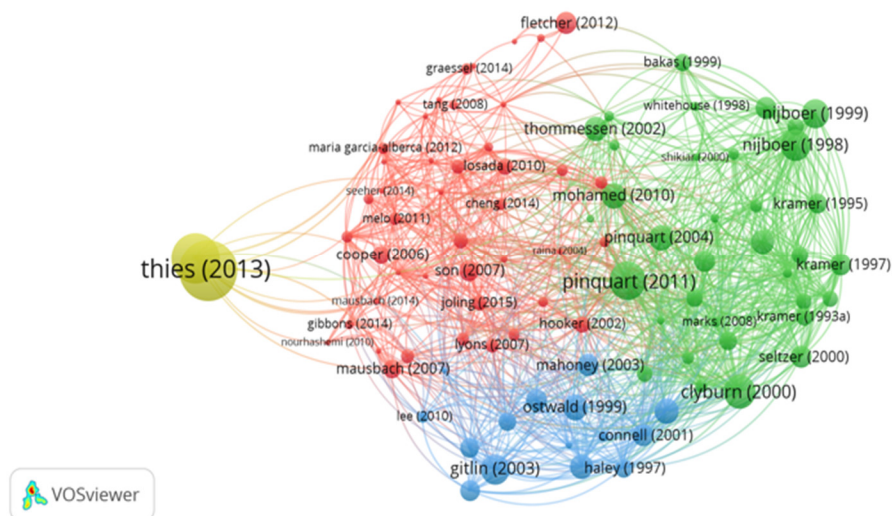 fletcher (2012)
bakas (1999)
graessel (2014)
tang (2008)
whitehouse (1998)
nijboer (1999)
thommessen (2002)
maria garcia-alberca (2012)
nijboer (1998)
shikiar (2000)
losada (2010)
seeher (2014)
mohamed (2010)
cheng (2014)
kramer (1995)
melo (2011)
pinquart (2004)
cooper (2006)
raina (2004)
kramer (1997)
thies (2013)
son (2007)
pinquart (2011)
mausbach (2014)
joling (2015)
kramer (1993a)
gibbons (2014)
hooker (2002)
marks (2008)
nourhashemi (2010)
lyons (2007)
seltzer (2000)
mausbach (2007)
mahoney (2003)
clyburn (2000)
ostwald (1999)
lee (2010)
connell (2001)
gitlin (2003)
haley (1997)
VOSviewer